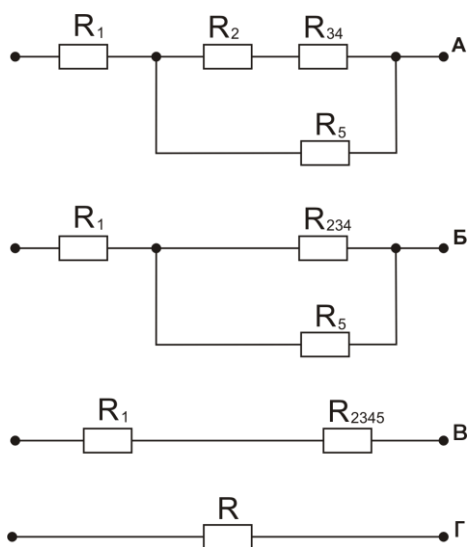 R₁ R₂ R₃₄ А
R₅
R₁ R₂₃₄ Б
R₅
R₁ R₂₃₄₅ В
R Г